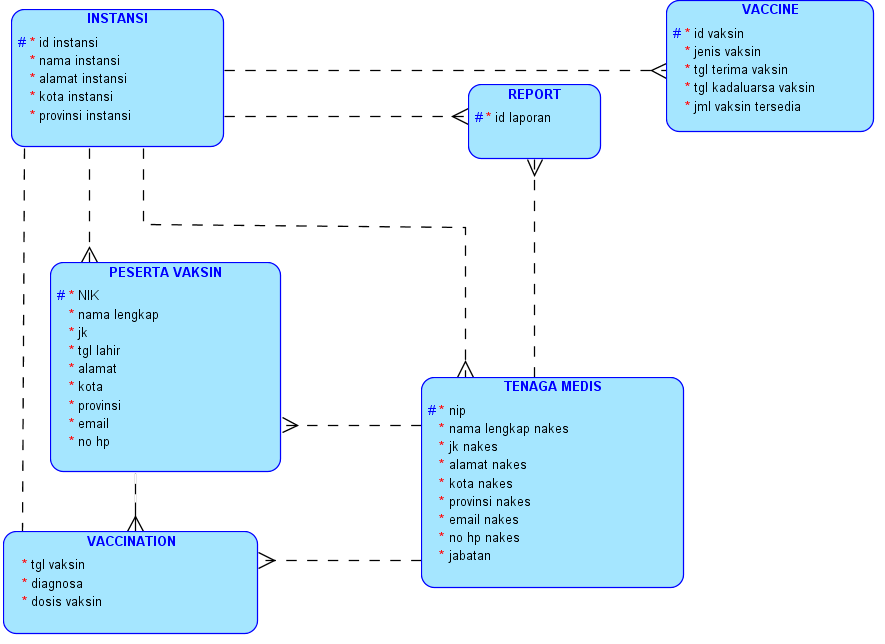 INSTANSI
# * id instansi
* nama instansi
* alamat instansi
* kota instansi
* provinsi instansi
VACCINE
# * id vaksin
* jenis vaksin
* tgl terima vaksin
* tgl kadaluarsa vaksin
* jml vaksin tersedia
REPORT
# * id laporan
PESERTA VAKSIN
# * NIK
* nama lengkap
* jk
* tgl lahir
* alamat
* kota
* provinsi
* email
* no hp
TENAGA MEDIS
# * nip
* nama lengkap nakes
* jk nakes
* alamat nakes
* kota nakes
* provinsi nakes
* email nakes
* no hp nakes
* jabatan
VACCINATION
* tgl vaksin
* diagnosa
* dosis vaksin